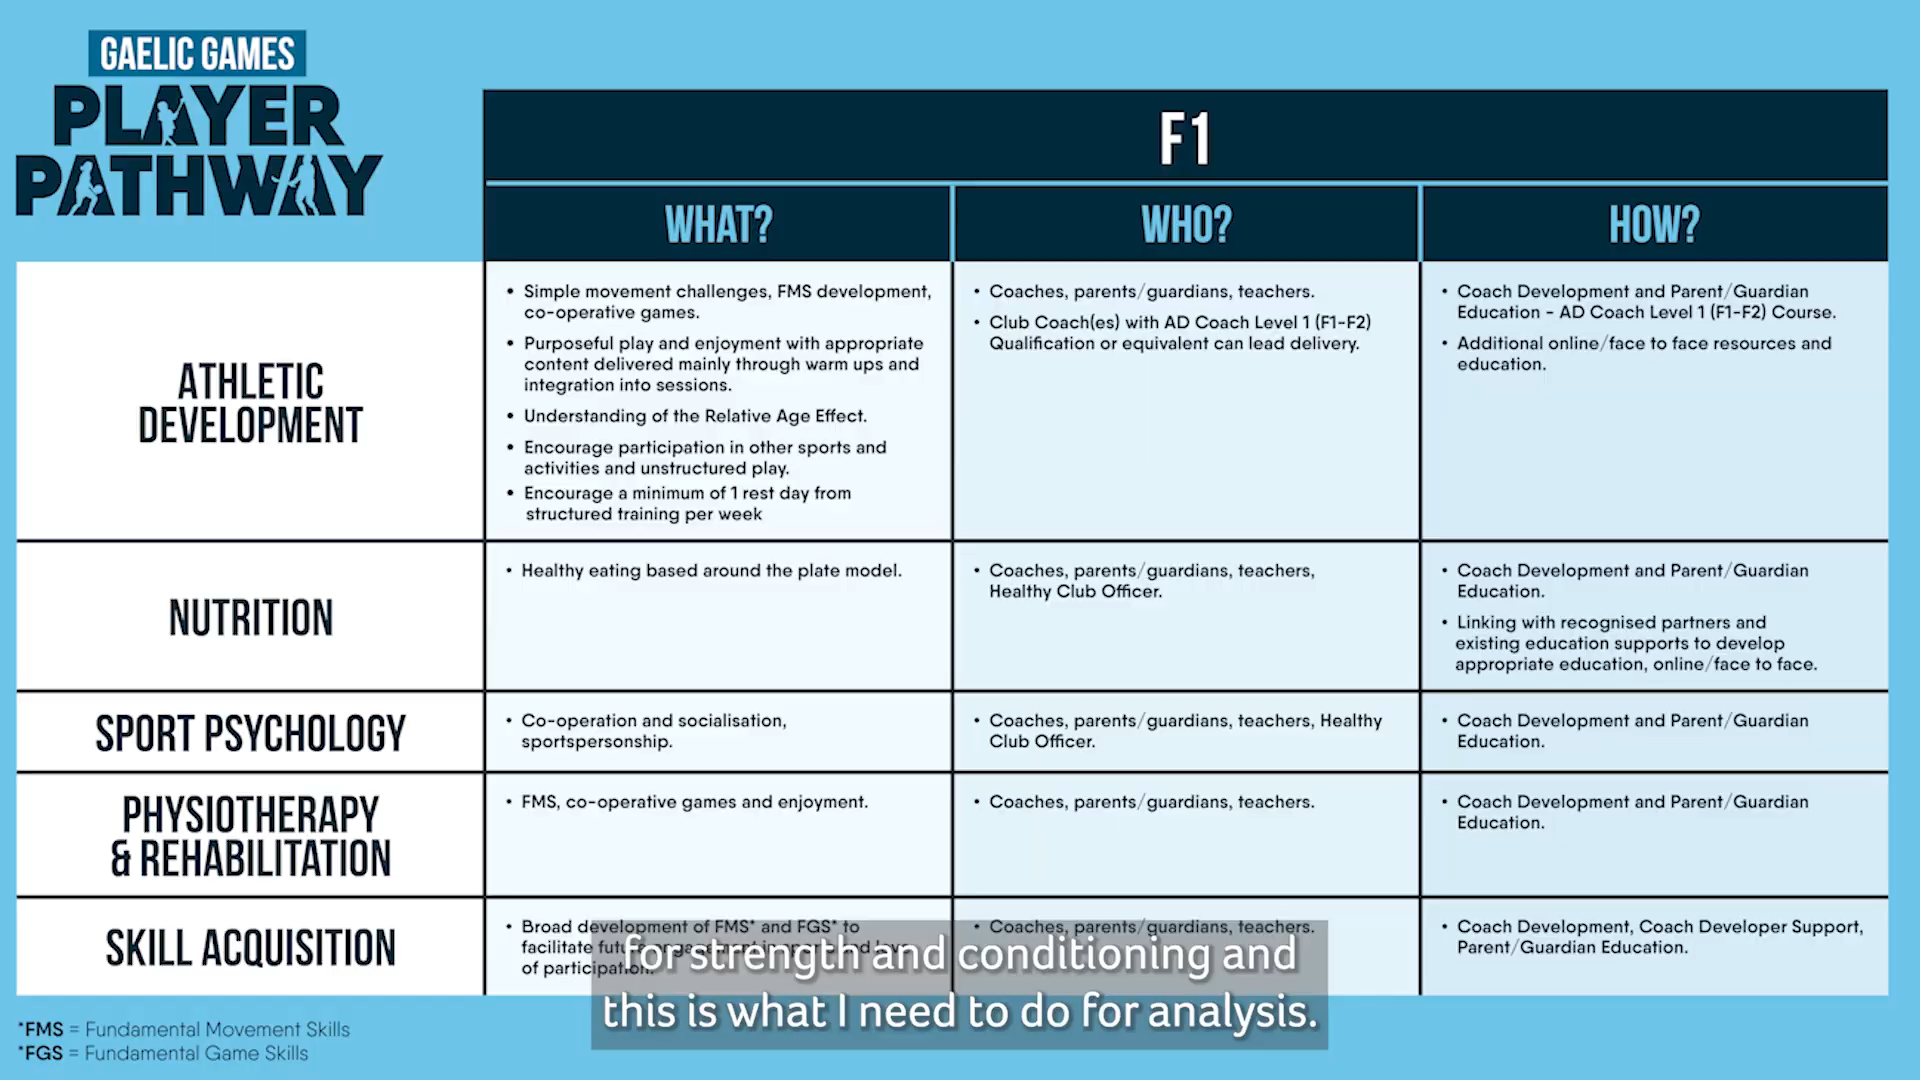 GAELIC GAMES
PLAYER
PATHWAY
F1
WHAT?
WHO?
HOW?
ATHLETIC
DEVELOPMENT
• Simple movement challenges, FMS development,
co-operative games.
• Purposeful play and enjoyment with appropriate
content delivered mainly through warm ups and
integration into sessions.
• Understanding of the Relative Age Effect.
• Encourage participation in other sports and
activities and unstructured play.
• Encourage a minimum of 1 rest day from
structured training per week
• Coaches, parents/guardians, teachers.
• Club Coach(es) with AD Coach Level 1 (F1-F2)
Qualification or equivalent can lead delivery.
• Coach Development and Parent/Guardian
Education - AD Coach Level 1 (F1-F2) Course.
• Additional online/face to face resources and
education.
NUTRITION
• Healthy eating based around the plate model.
• Coaches, parents/guardians, teachers,
Healthy Club Officer.
• Coach Development and Parent/Guardian
Education.
• Linking with recognised partners and
existing education supports to develop
appropriate education, online/face to face.
SPORT PSYCHOLOGY
• Co-operation and socialisation,
sportspersonship.
• Coaches, parents/guardians, teachers, Healthy
Club Officer.
• Coach Development and Parent/Guardian
Education.
PHYSIOTHERAPY
& REHABILITATION
• FMS, co-operative games and enjoyment.
• Coaches, parents/guardians, teachers.
• Coach Development and Parent/Guardian
Education.
SKILL ACQUISITION
• Broad development of FMS* and FGS* to
facilitate
of participation.
• Coaches, parents/guardians, teachers.
• Coach Development, Coach Developer Support,
Parent/Guardian Education.
for strength and conditioning and
this is what I need to do for analysis.
*FMS = Fundamental Movement Skills
*FGS = Fundamental Game Skills